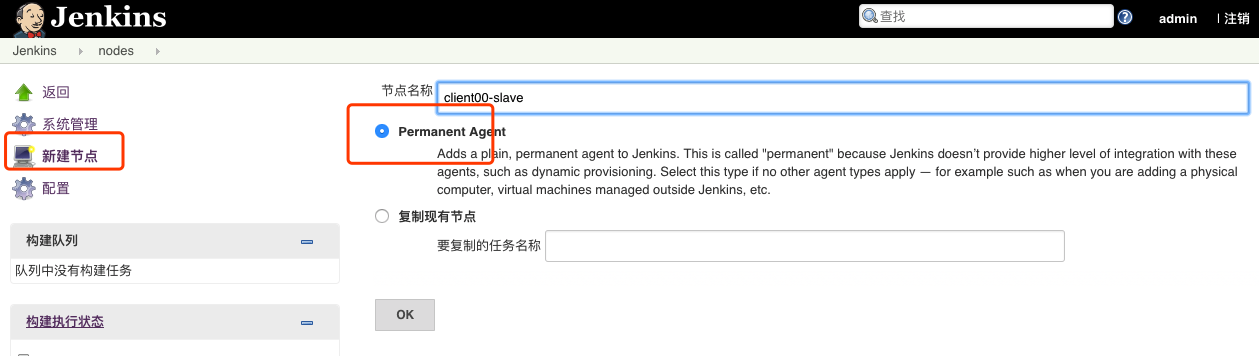 Jenkins
查找
admin
| 注销
Jenkins
nodes
返回
系统管理
新建节点
配置
构建队列
队列中没有构建任务
构建执行状态
节点名称
client00-slave
Permanent Agent
Adds a plain, permanent agent to Jenkins. This is called "permanent" because Jenkins doesn't provide higher level of integration with these
agents, such as dynamic provisioning. Select this type if no other agent types apply — for example such as when you are adding a physical
computer, virtual machines managed outside Jenkins, etc.
复制现有节点
要复制的任务名称
OK